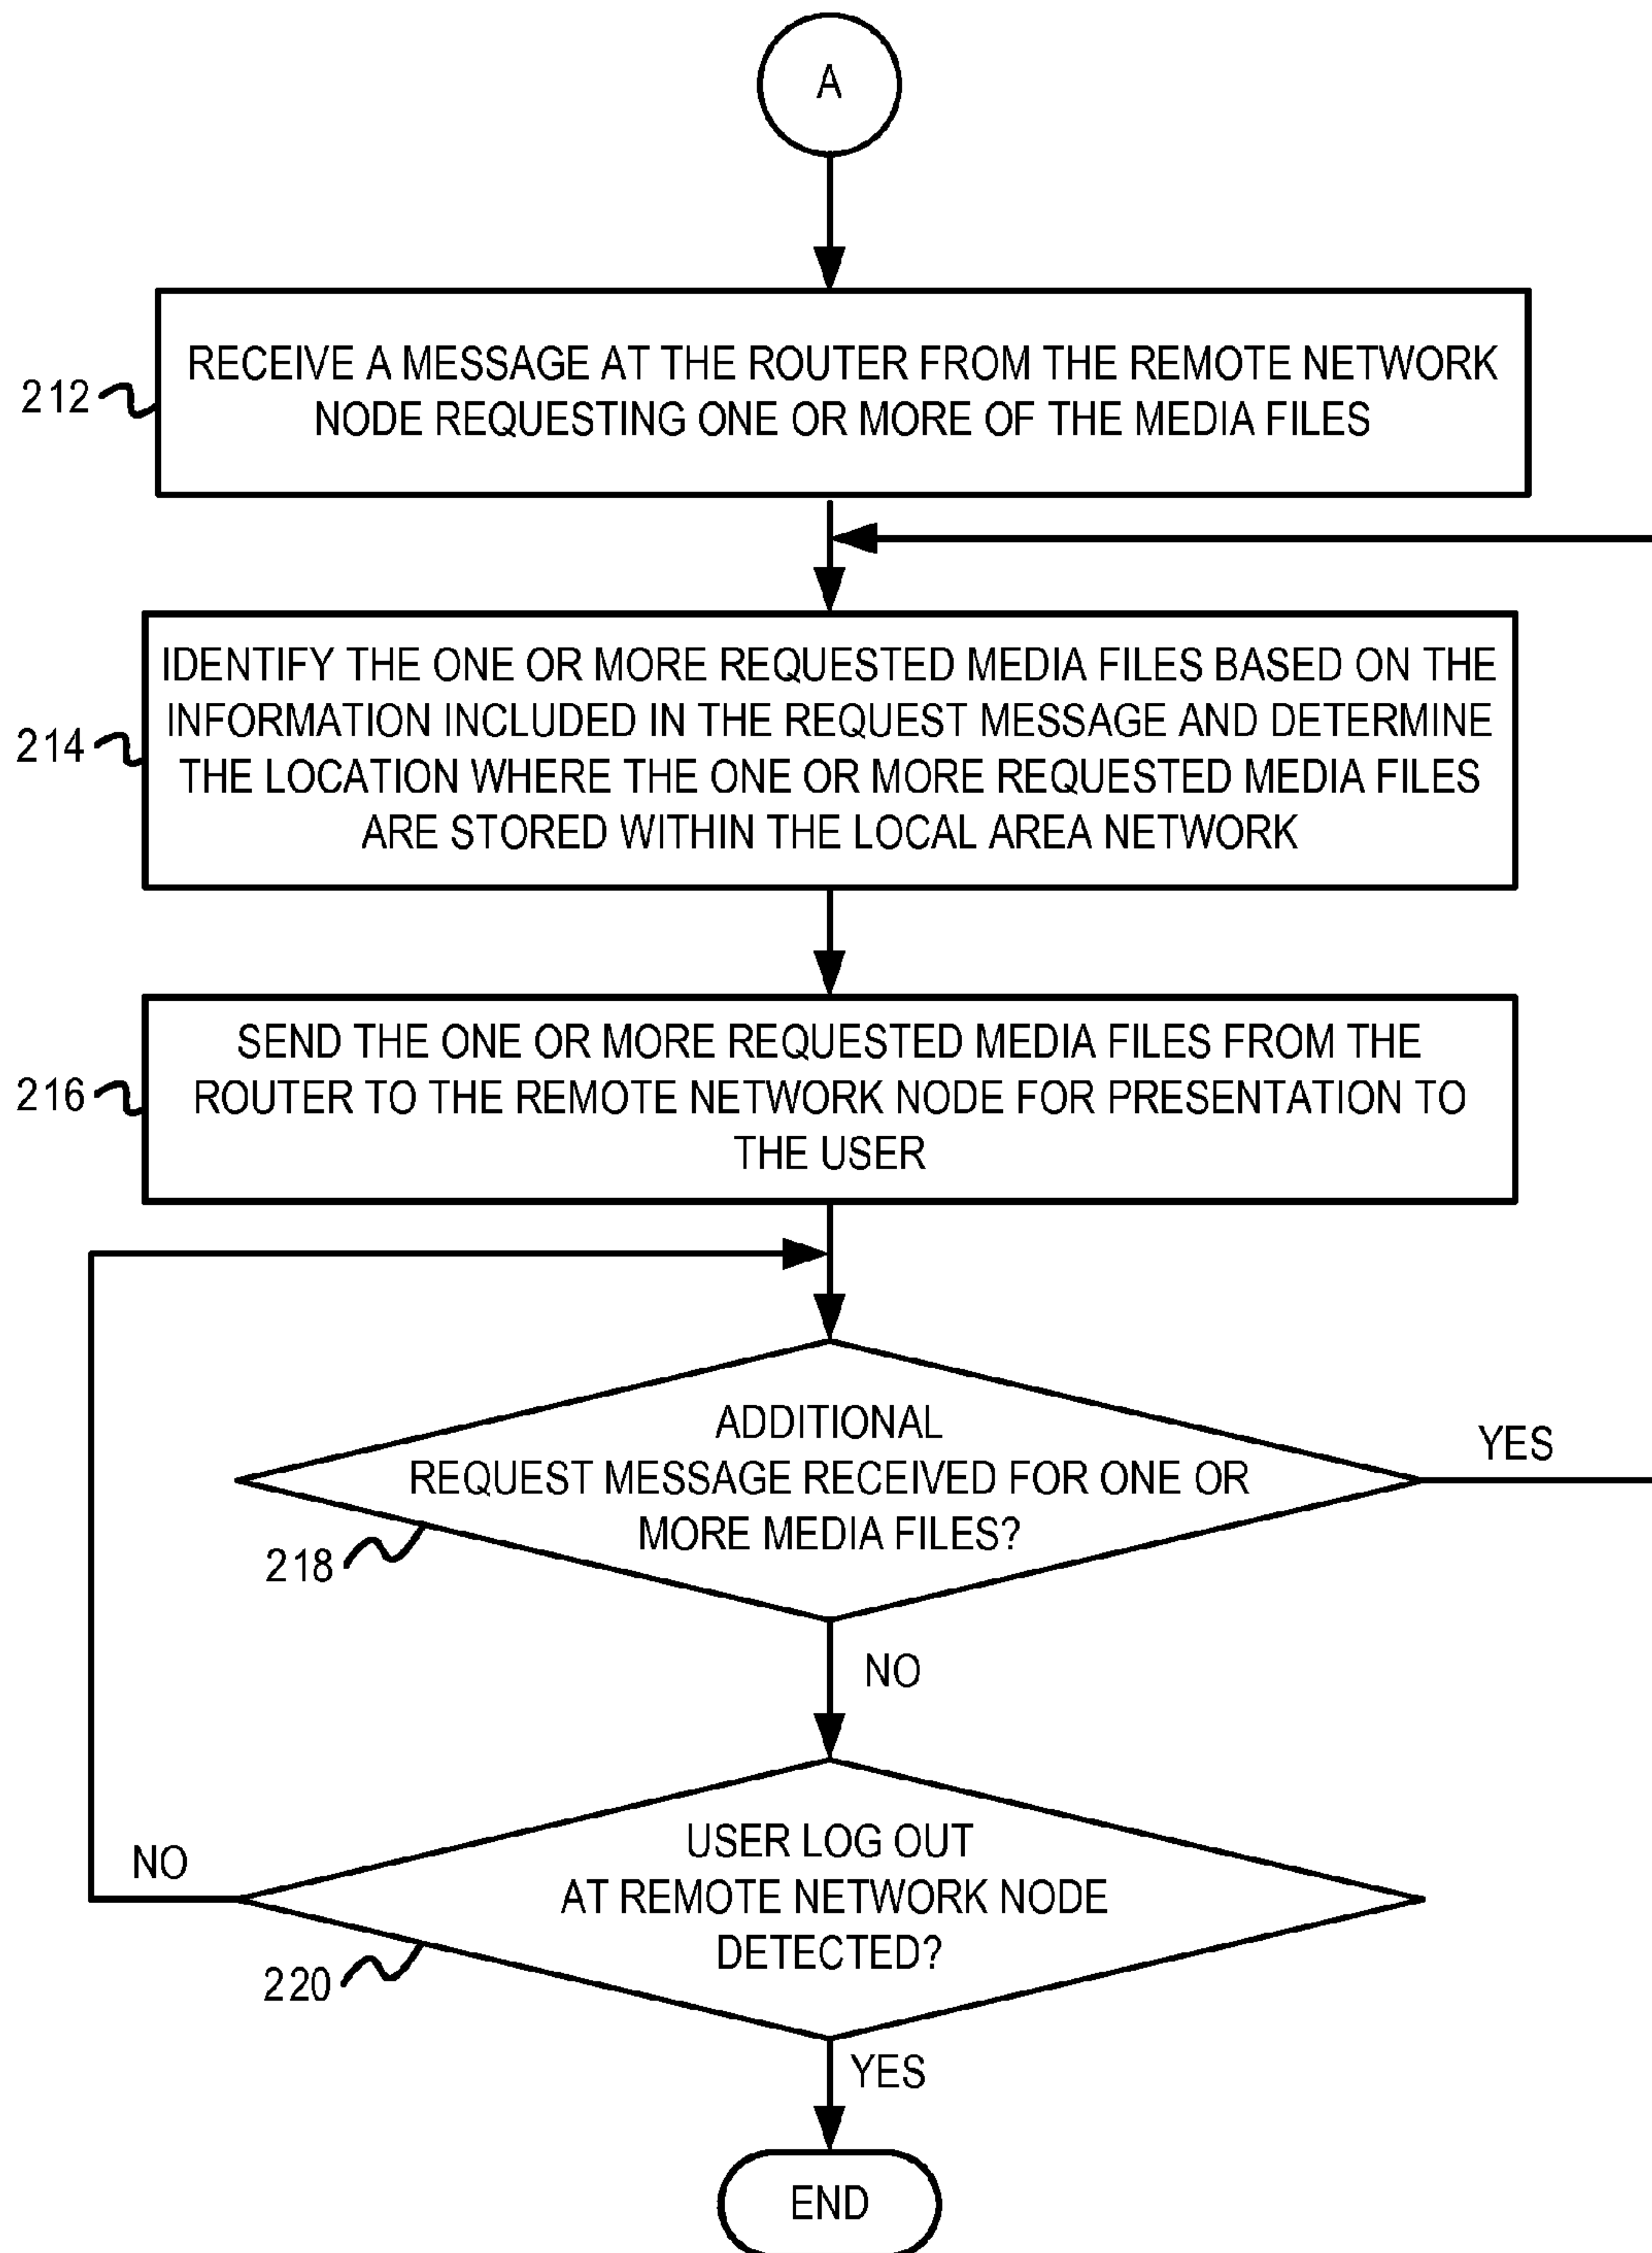 A
212
RECEIVE A MESSAGE AT THE ROUTER FROM THE REMOTE NETWORK
NODE REQUESTING ONE OR MORE OF THE MEDIA FILES
214
IDENTIFY THE ONE OR MORE REQUESTED MEDIA FILES BASED ON THE
INFORMATION INCLUDED IN THE REQUEST MESSAGE AND DETERMINE
THE LOCATION WHERE THE ONE OR MORE REQUESTED MEDIA FILES
ARE STORED WITHIN THE LOCAL AREA NETWORK
216
SEND THE ONE OR MORE REQUESTED MEDIA FILES FROM THE
ROUTER TO THE REMOTE NETWORK NODE FOR PRESENTATION TO
THE USER
ADDITIONAL
REQUEST MESSAGE RECEIVED FOR ONE OR
MORE MEDIA FILES?
YES
218
NO
USER LOG OUT
AT REMOTE NETWORK NODE
DETECTED?
NO
220
YES
END